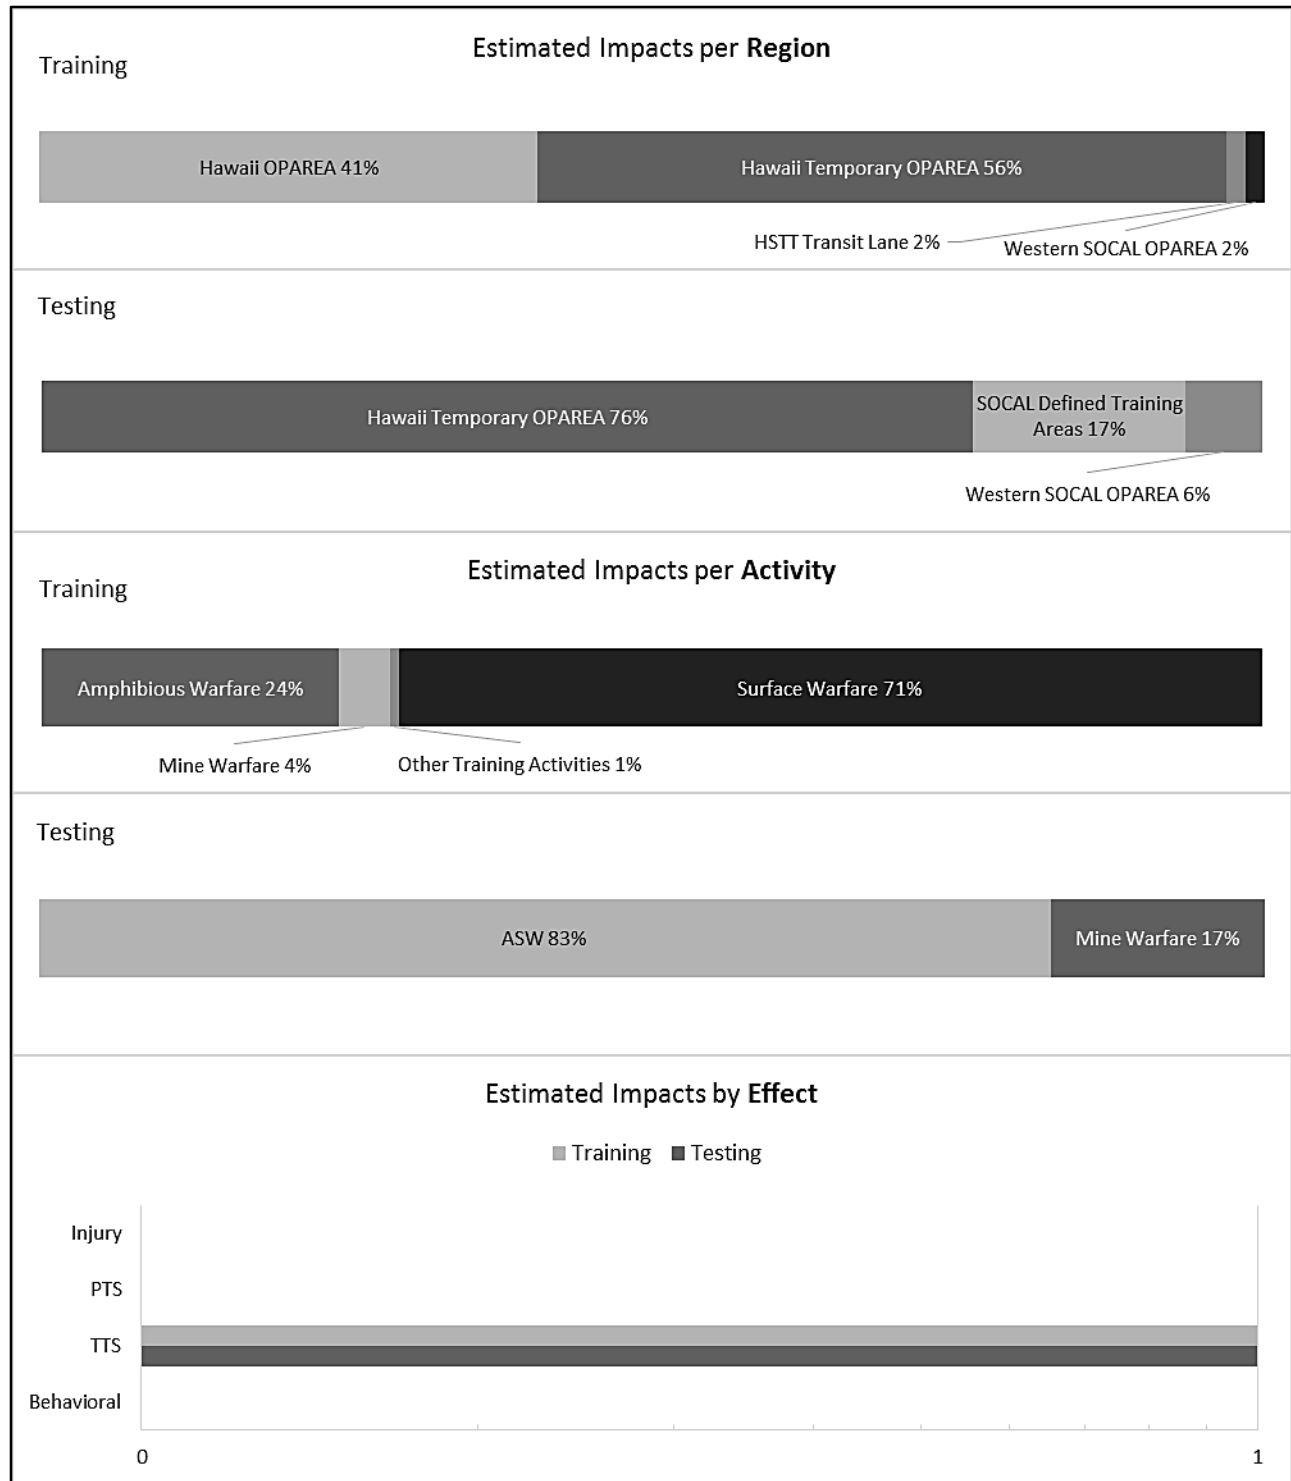 Estimated Impacts per Region
Training
Hawaii OPAREA 41%
Hawaii Temporary OPAREA 56%
HSTT Transit Lane 2%
Western SOCAL OPAREA 2%
Testing
Hawaii Temporary OPAREA 76%
SOCAL Defined Training
Areas 17%
Western SOCAL OPAREA 6%
Estimated Impacts per Activity
Training
Amphibious Warfare 24%
Surface Warfare 71%
Mine Warfare 4%
Other Training Activities 1%
Testing
ASW 83%
Mine Warfare 17%
Estimated Impacts by Effect
Training
Testing
Injury
PTS
TTS
Behavioral
0
1